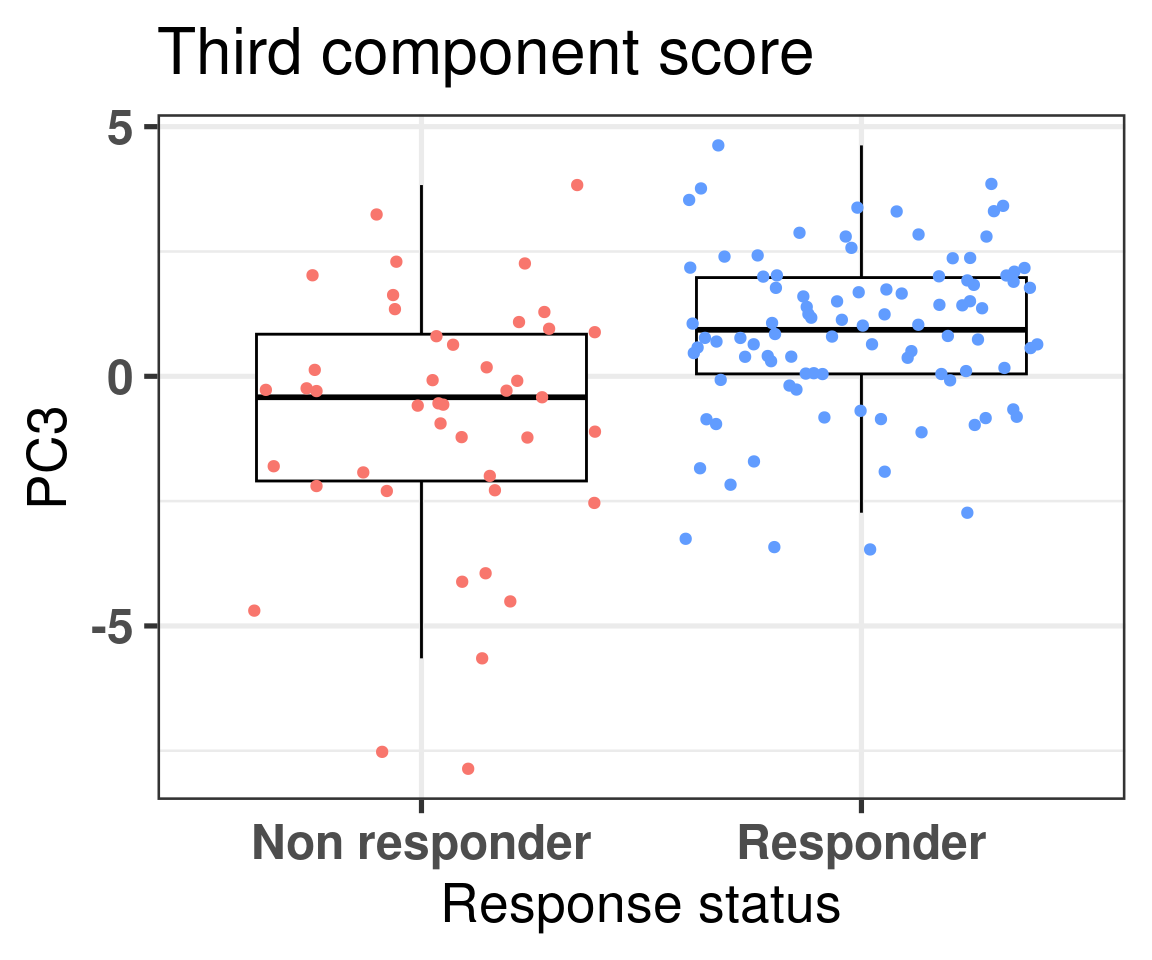 Third component score
5
0
-5
PC3
Non responder
Responder
Response status